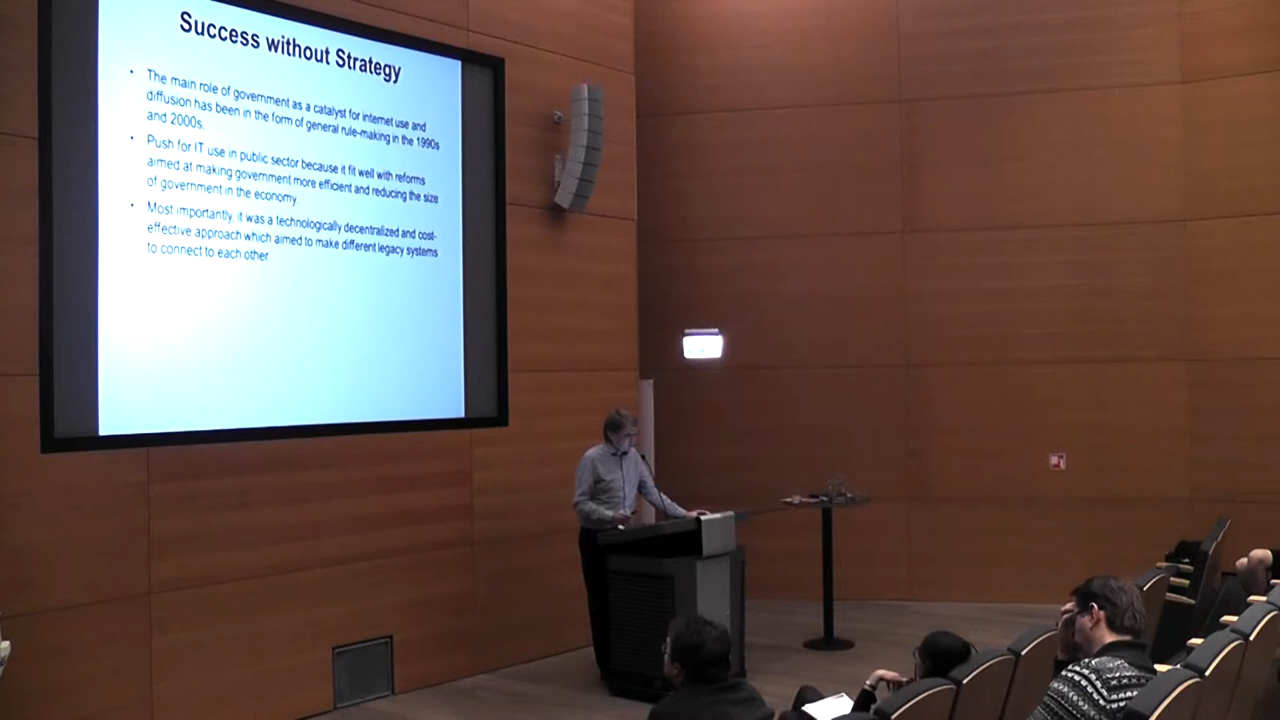 Success without Strategy
• The main role of government as a catalyst for internet use and
diffusion has been in the form of general rule-making in the 1990s
and 2000s.
• Push for IT use in public sector because it fit well with reforms
aimed at making government more efficient and reducing the size
of government in the economy
• Most importantly, it was a technologically decentralized and cost-
effective approach which aimed to make different legacy systems
to connect to each other